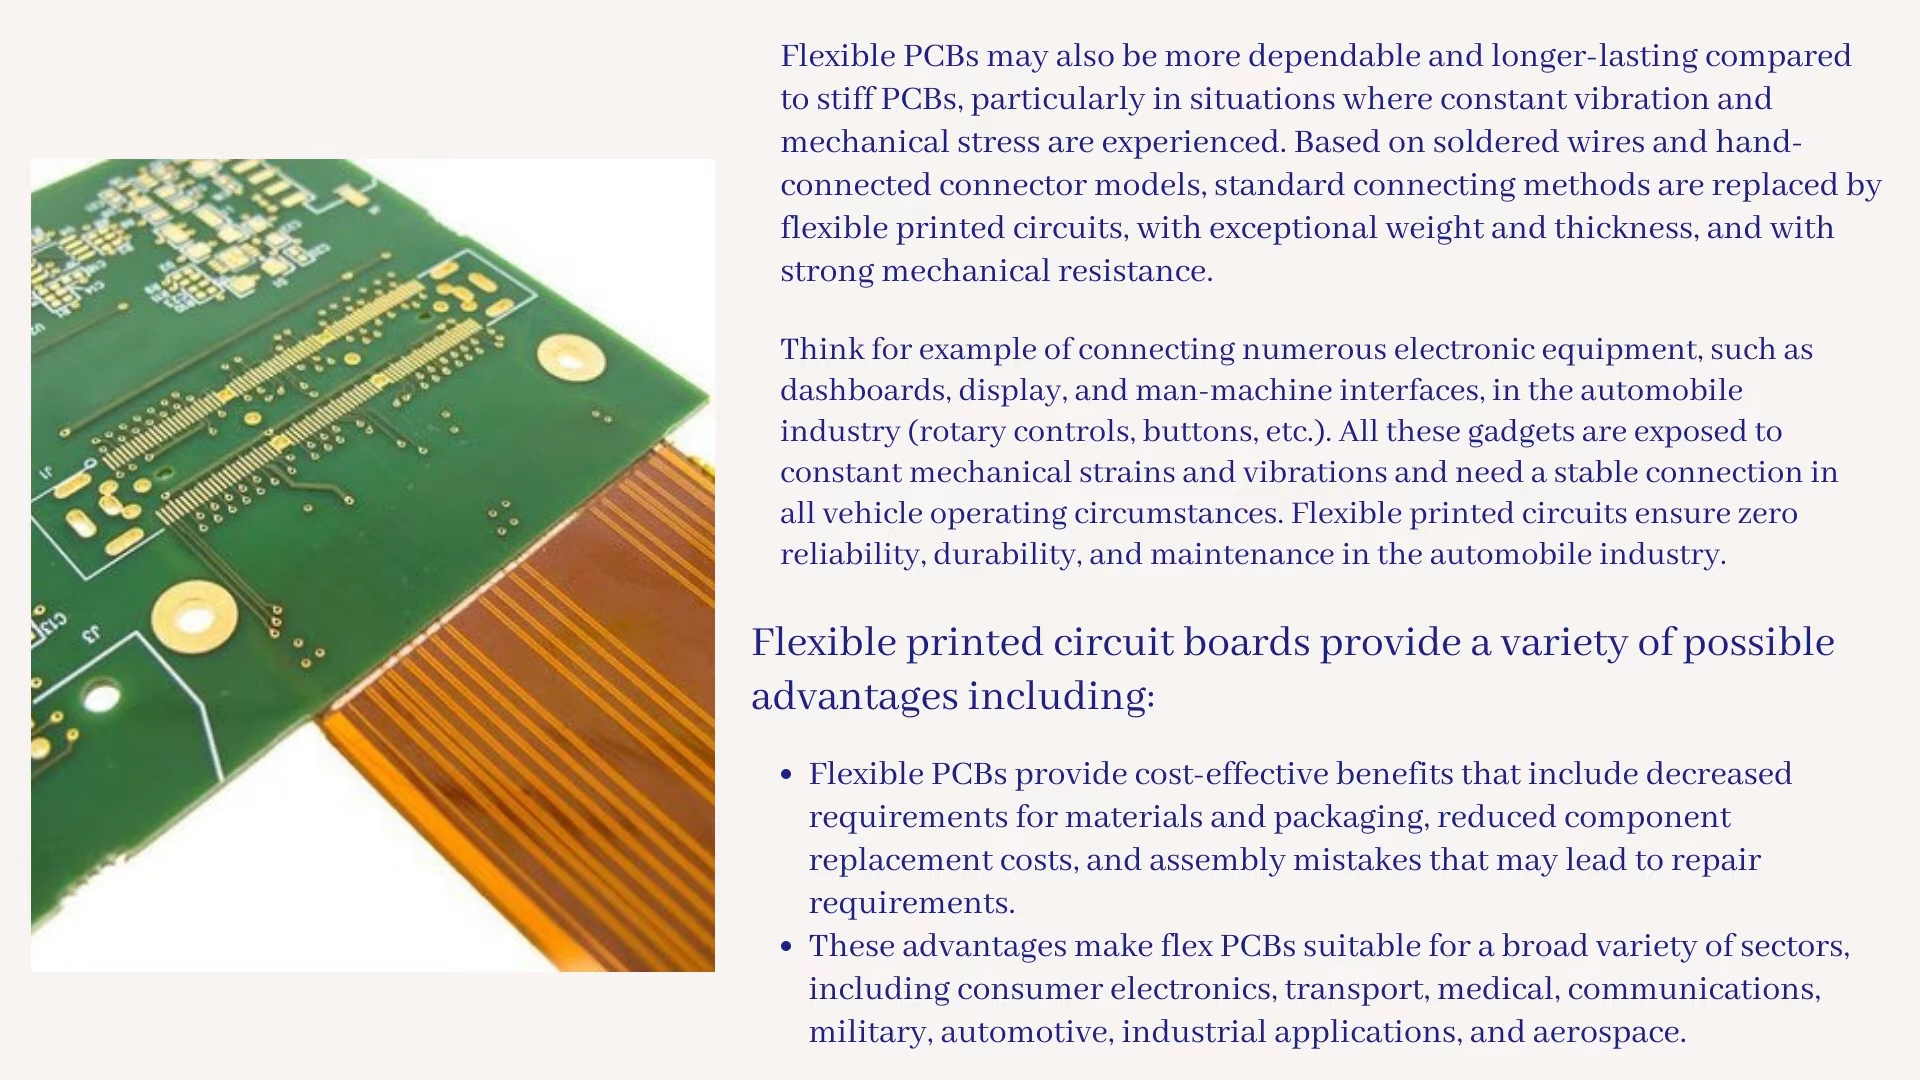 Flexible PCBs may also be more dependable and longer-lasting compared
to stiff PCBs, particularly in situations where constant vibration and
mechanical stress are experienced. Based on soldered wires and hand-
connected connector models, standard connecting methods are replaced by
flexible printed circuits, with exceptional weight and thickness, and with
strong mechanical resistance.
Think for example of connecting numerous electronic equipment, such as
dashboards, display, and man-machine interfaces, in the automobile
industry (rotary controls, buttons, etc.). All these gadgets are exposed to
constant mechanical strains and vibrations and need a stable connection in
all vehicle operating circumstances. Flexible printed circuits ensure zero
reliability, durability, and maintenance in the automobile industry.
Flexible printed circuit boards provide a variety of possible
advantages including:
• Flexible PCBs provide cost-effective benefits that include decreased
requirements for materials and packaging, reduced component
replacement costs, and assembly mistakes that may lead to repair
requirements.
• These advantages make flex PCBs suitable for a broad variety of sectors,
including consumer electronics, transport, medical, communications,
military, automotive, industrial applications, and aerospace.
J1
C13
J3